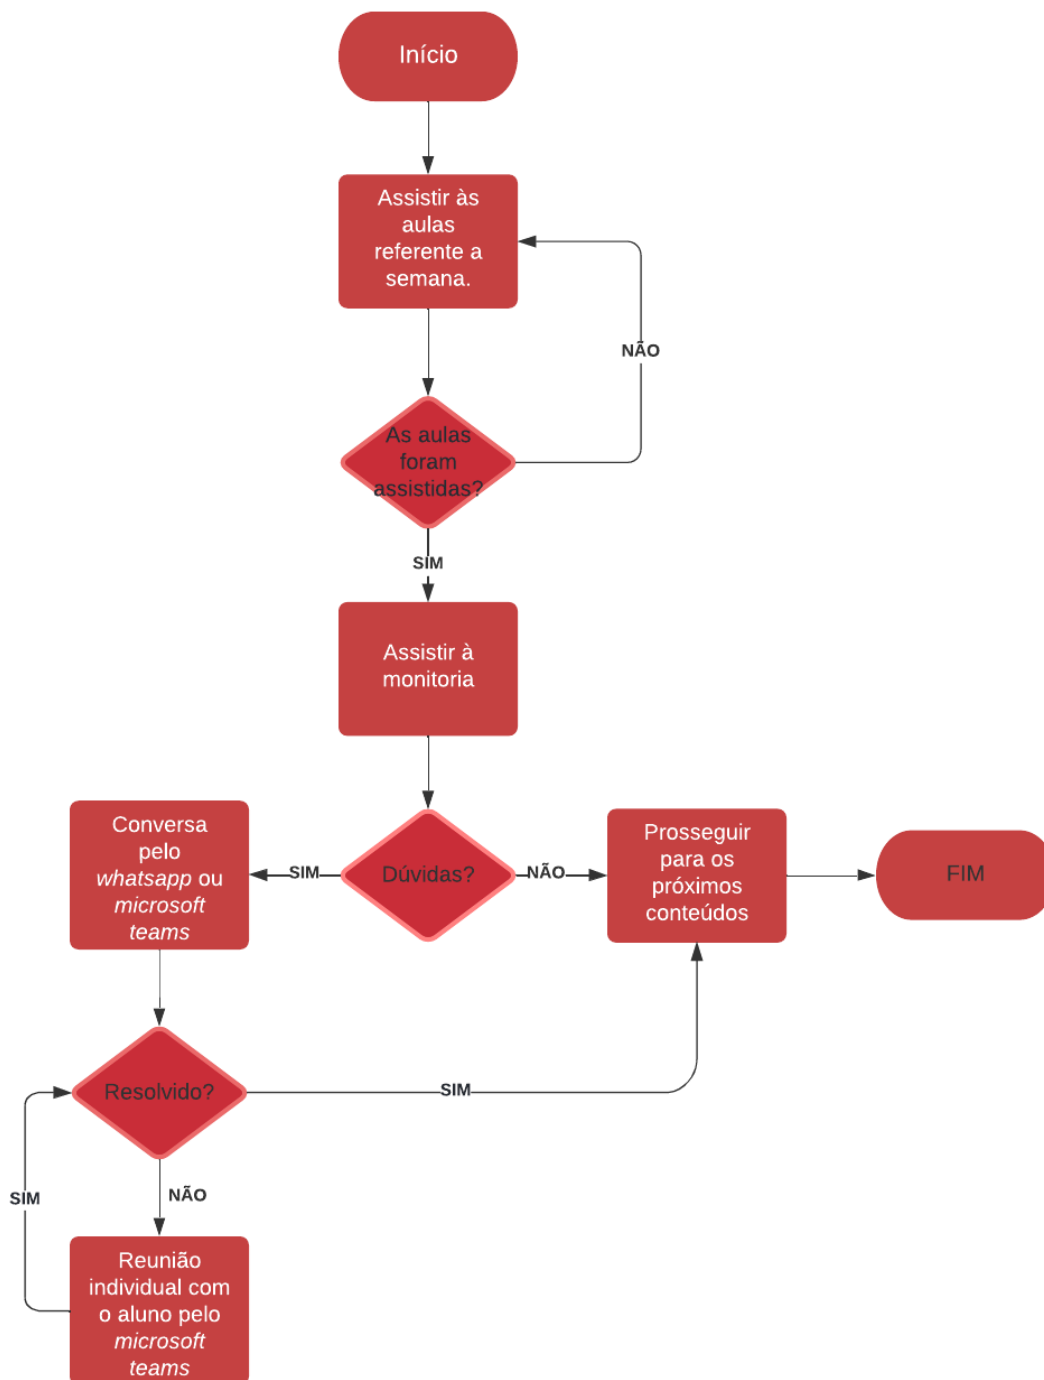 Início
Assistir às
aulas
referente a
semana.
NÃO
As aulas
foram
assistidas?
SIM
Assistir à
monitoria
Conversa
pelo
whatsapp ou
microsoft
teams
SIM
Dúvidas?
NÃO
Prosseguir
para os
próximos
conteúdos
FIM
Resolvido?
SIM
SIM
NÃO
Reunião
individual com
o aluno pelo
microsoft
teams